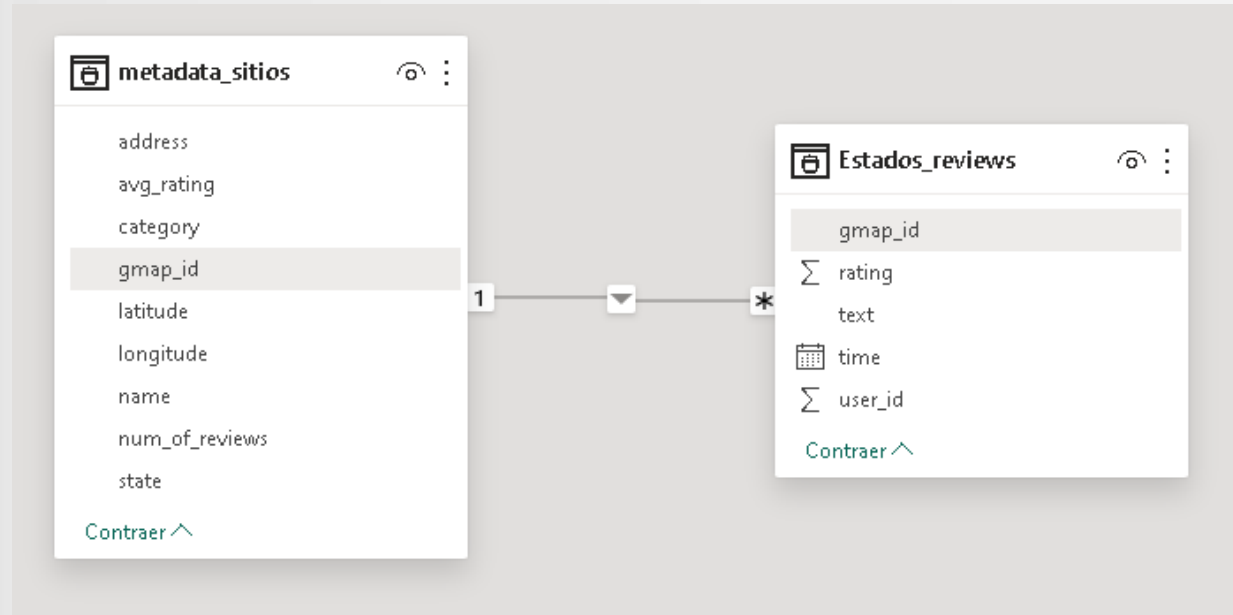 metadata_sitios
address
avg_rating
category
gmap_id
latitude
longitude
name
num_of_reviews
state
Contraer
1
*
Estados_reviews
gmap_id
Σ rating
text
time
Σ user_id
Contraer